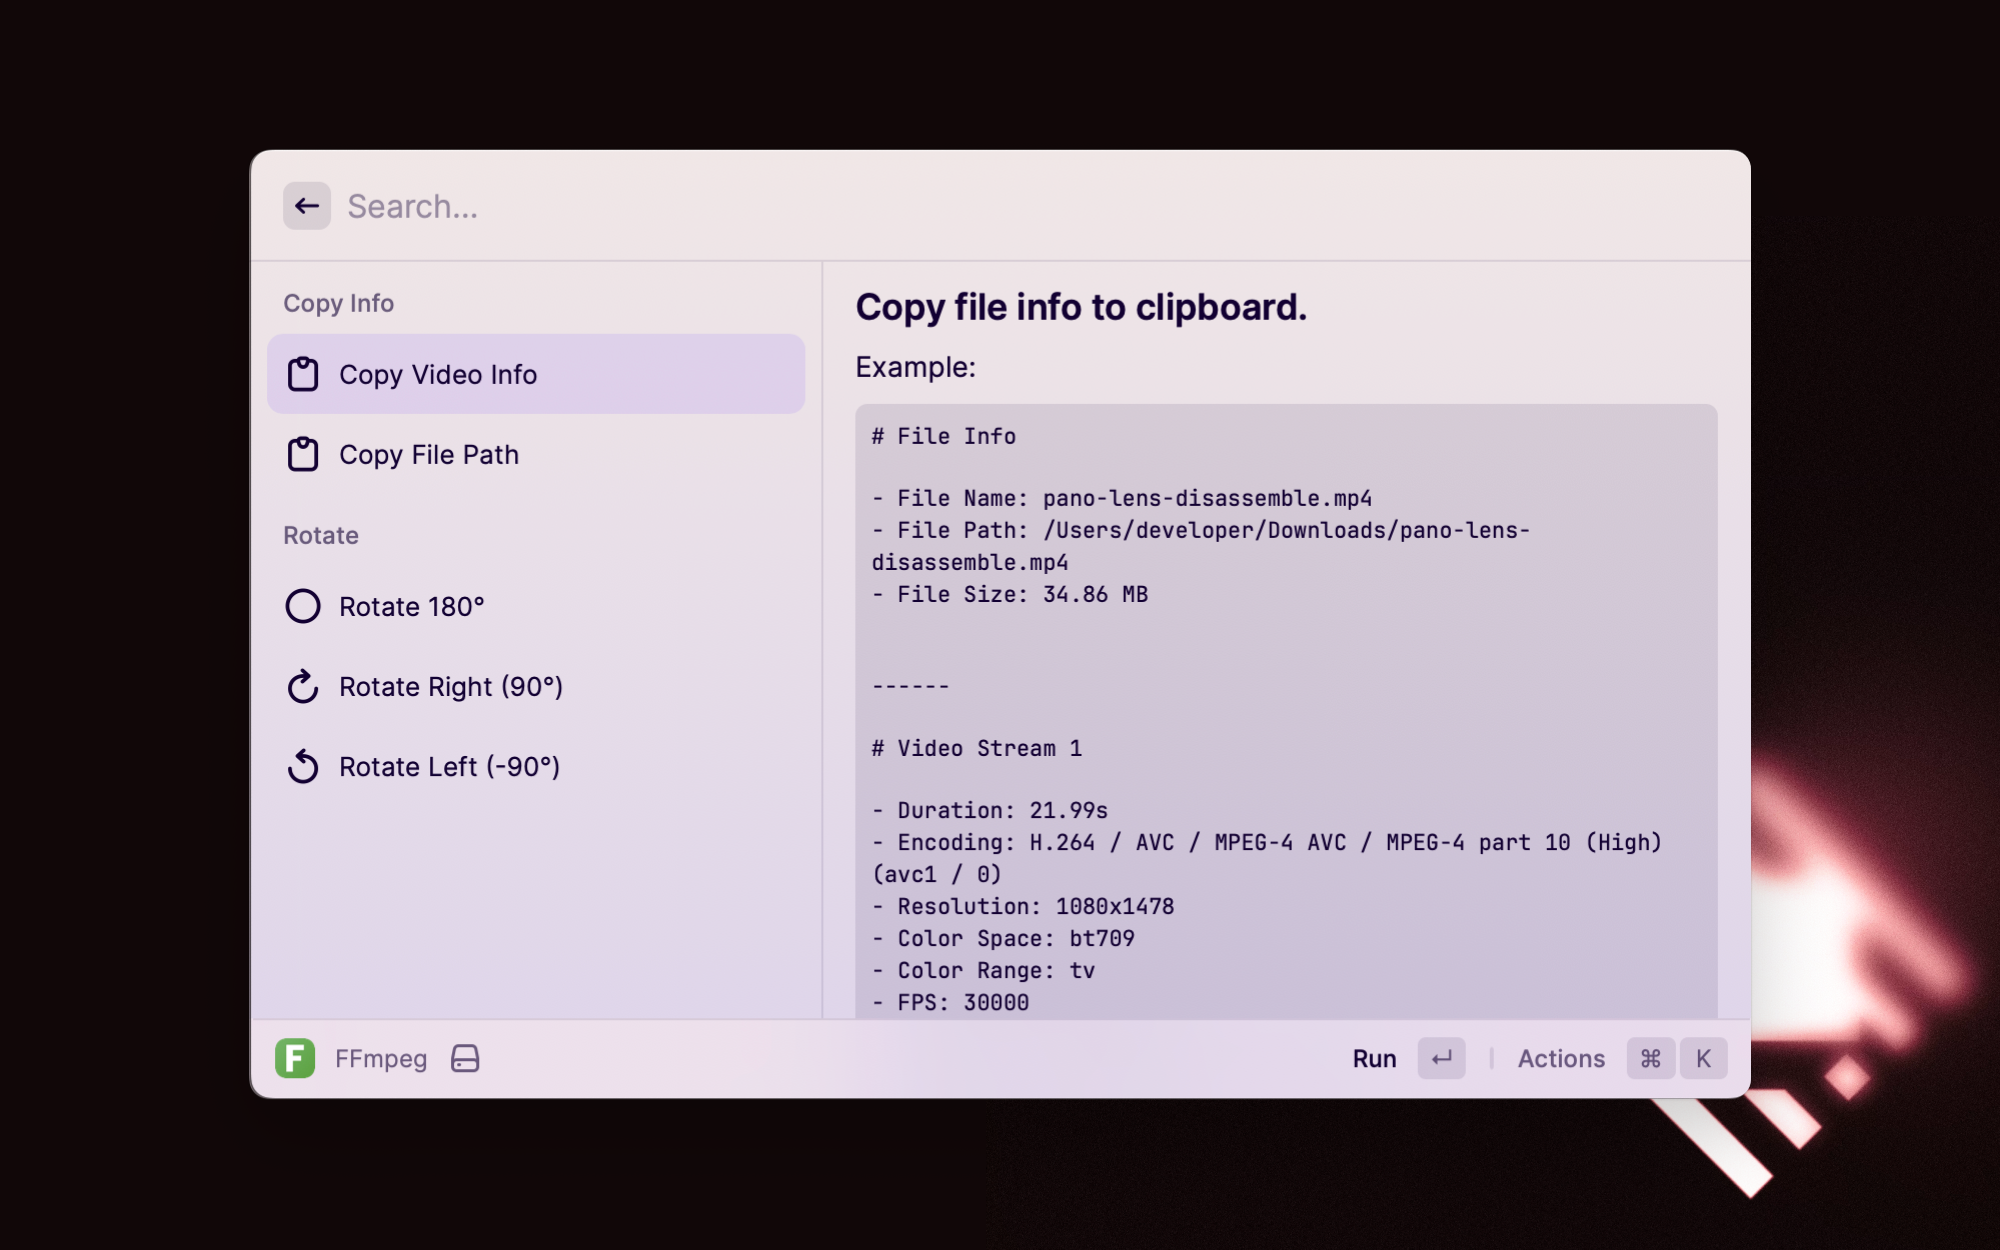 Search...
Copy Info
Copy Video Info
Copy File Path
Rotate
Rotate 180°
Rotate Right (90°)
Rotate Left (-90°)
Copy file info to clipboard.
Example:
# File Info
- File Name: pano-lens-disassemble.mp4
- File Path: /Users/developer/Downloads/pano-lens-
disassemble.mp4
- File Size: 34.86 MB
------
# Video Stream 1
- Duration: 21.99s
- Encoding: H.264 / AVC / MPEG-4 AVC / MPEG-4 part 10 (High)
(avc1 / 0)
- Resolution: 1080x1478
- Color Space: bt709
- Color Range: tv
- FPS: 30000
F FFmpeg
Run ↵ | Actions ⌘ K